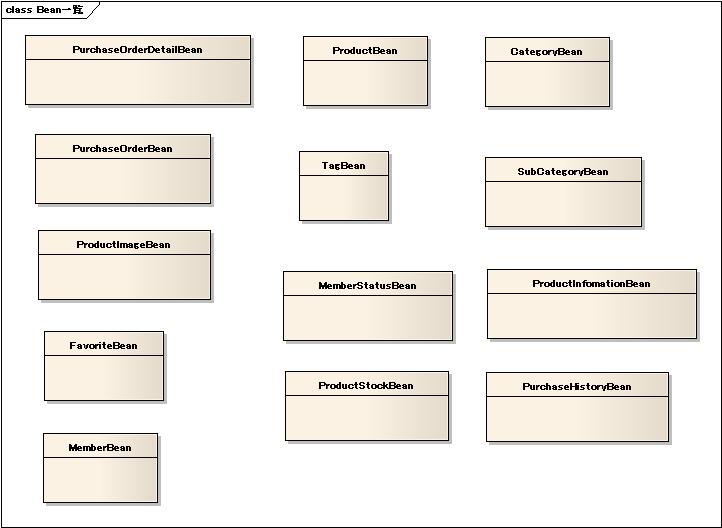 class Bean一覧
PurchaseOrderDetailBean
ProductBean
CategoryBean
PurchaseOrderBean
TagBean
SubCategoryBean
ProductImageBean
MemberStatusBean
ProductInfomationBean
FavoriteBean
ProductStockBean
PurchaseHistoryBean
MemberBean